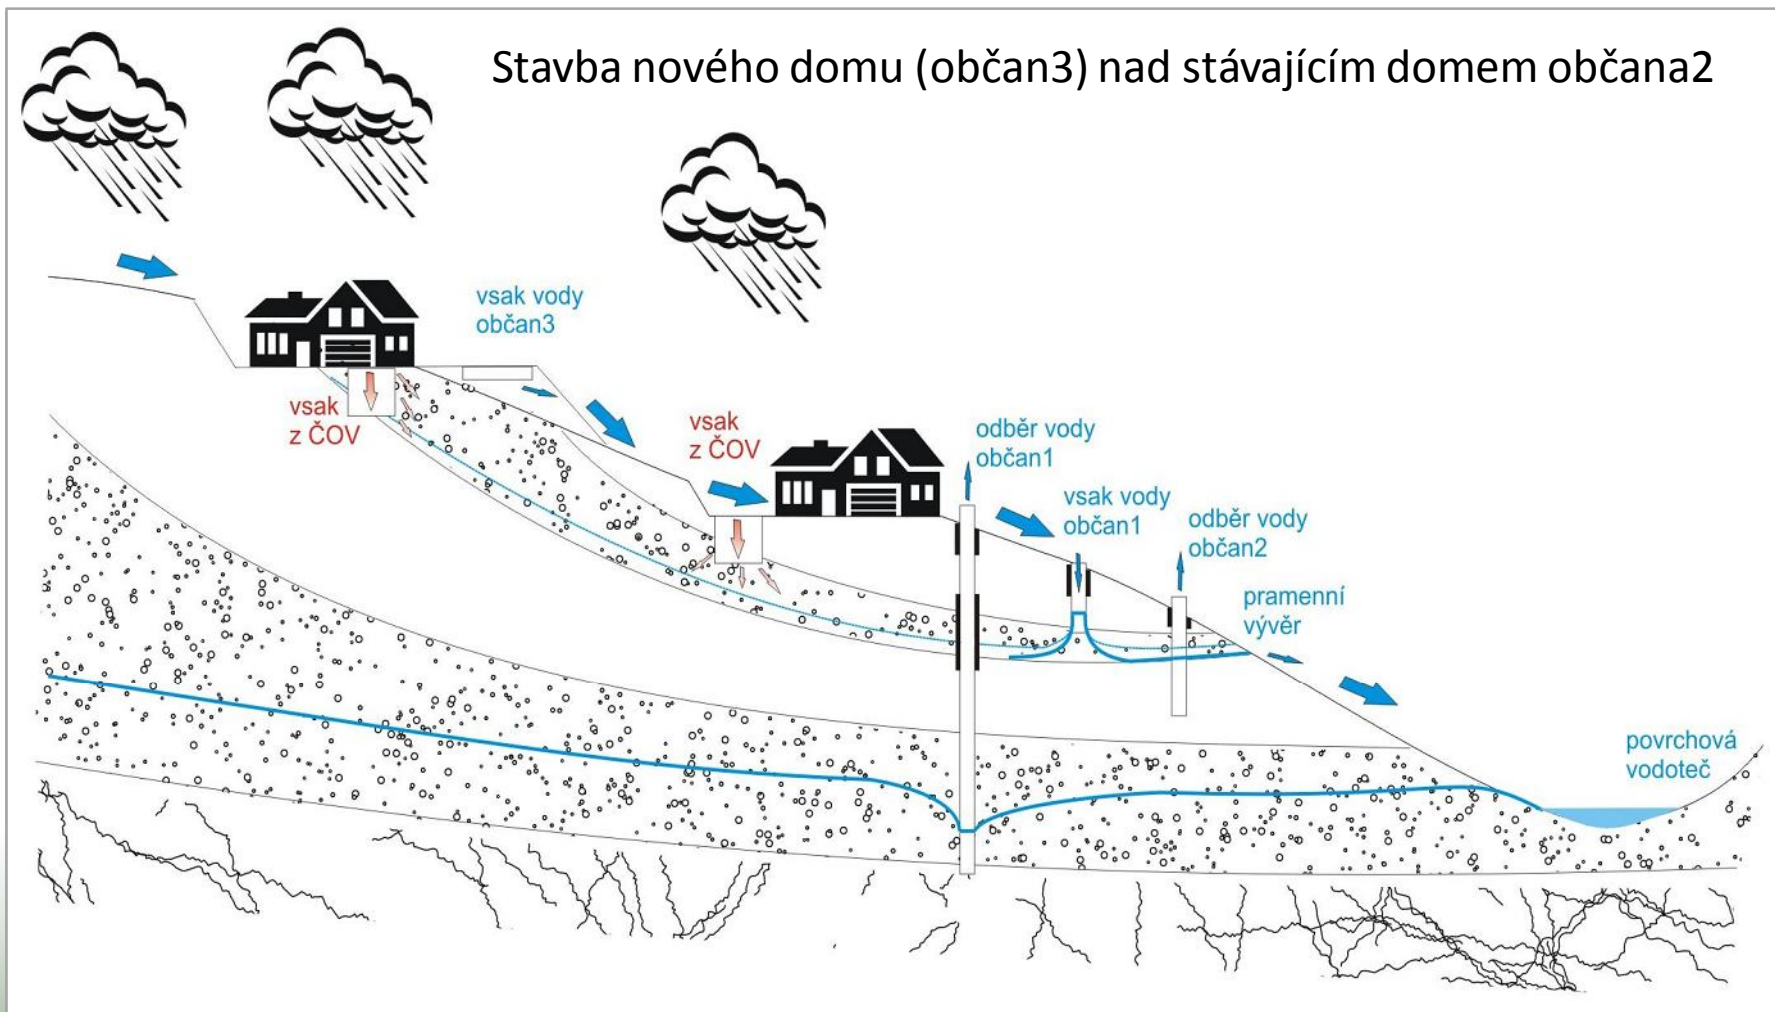 Stavba nového domu (občan3) nad stávajícím domem občana2
vsak vody
občan3
vsak
z ČOV
vsak
z ČOV
odběr vody
občan1
vsak vody
občan1
odběr vody
občan2
pramenní
vývěr
povrchová
vodoteč